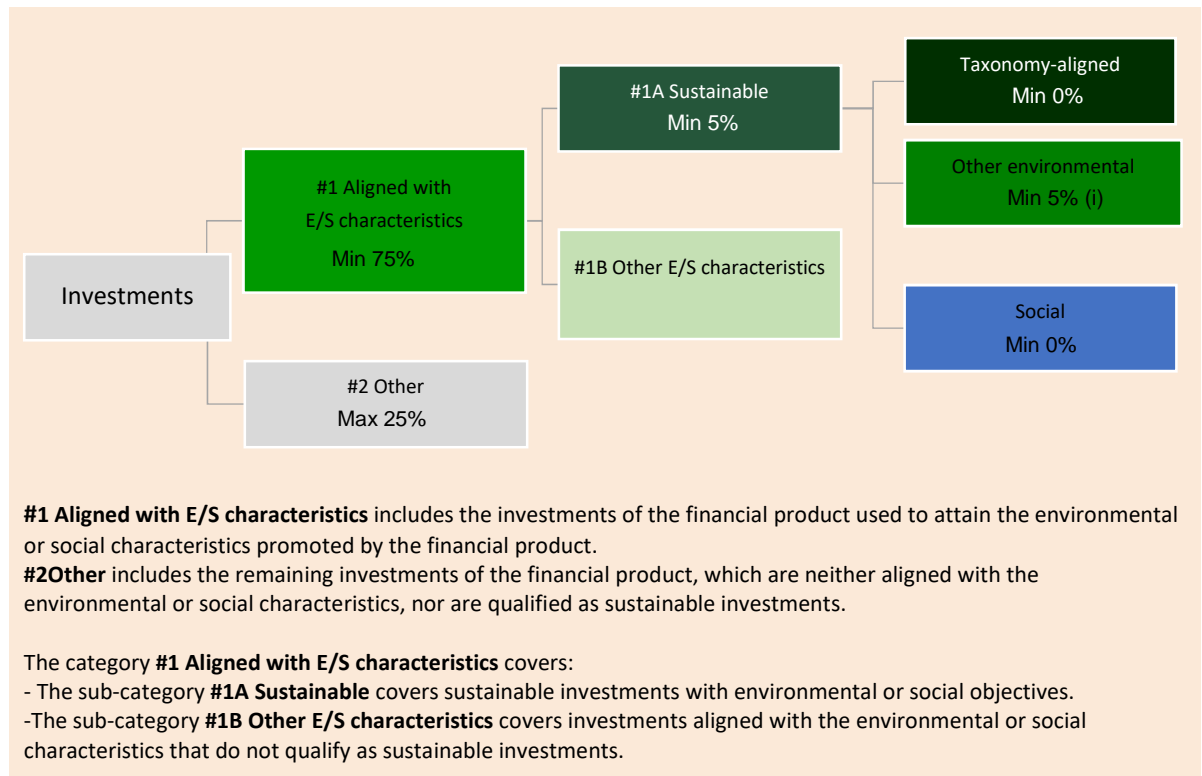 Investments
#1 Aligned with
E/S characteristics
Min 75%
#2 Other
Max 25%
#1A Sustainable
Min 5%
#1B Other E/S characteristics
Taxonomy-aligned
Min 0%
Other environmental
Min 5% (i)
Social
Min 0%
#1 Aligned with E/S characteristics includes the investments of the financial product used to attain the environmental
or social characteristics promoted by the financial product.
#2Other includes the remaining investments of the financial product, which are neither aligned with the
environmental or social characteristics, nor are qualified as sustainable investments.
The category #1 Aligned with E/S characteristics covers:
- The sub-category #1A Sustainable covers sustainable investments with environmental or social objectives.
-The sub-category #1B Other E/S characteristics covers investments aligned with the environmental or social
characteristics that do not qualify as sustainable investments.